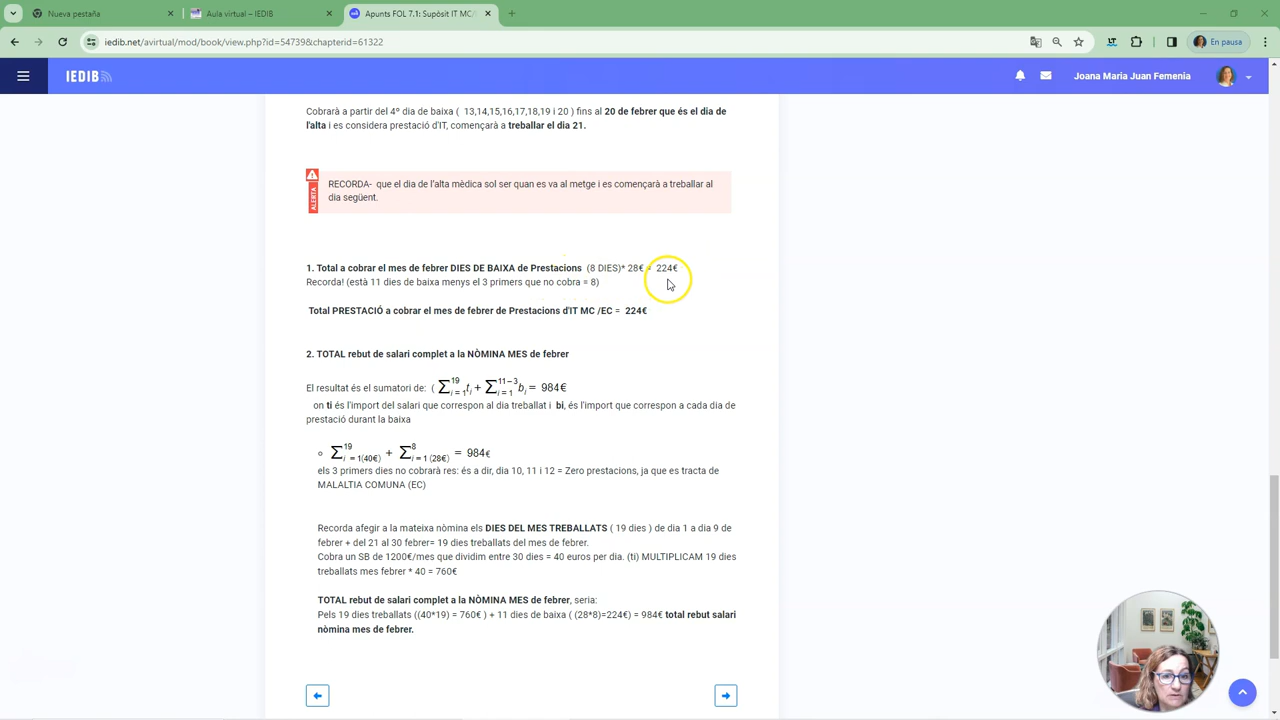 Nueva pestaña
Aula virtual – IEDIB
Apunts FOL 7.1: Supòsit IT MC/
iedib.net/avirtual/mod/book/view.php?id=54739&chapterid=61322
En pausa
IEDIB
Joana Maria Juan Femenia
Cobrarà a partir del 4º dia de baixa ( 13,14,15,16,17,18,19 i 20 ) fins al 20 de febrer que és el dia de
l'alta i es considera prestació d'IT, començarà a treballar el dia 21.
ALERTA
RECORDA- que el dia de l'alta mèdica sol ser quan es va al metge i es començarà a treballar al
dia següent.
1. Total a cobrar el mes de febrer DIES DE BAIXA de Prestacions (8 DIES)* 28€ = 224€
Recorda! (està 11 dies de baixa menys el 3 primers que no cobra = 8)
Total PRESTACIÓ a cobrar el mes de febrer de Prestacions d'IT MC /EC = 224€
2. TOTAL rebut de salari complet a la NÒMINA MES de febrer
El resultat és el sumatori de: ( ∑_{i=1}^{19} t_i + ∑_{i=1}^{11−3} b_i = 984€
on ti és l'import del salari que correspon al dia treballat i bi, és l'import que correspon a cada dia de
prestació durant la baixa
∑_{i=1(40€)}^{19} + ∑_{i=1(28€)}^{8} = 984€
els 3 primers dies no cobrarà res: és a dir, dia 10, 11 i 12 = Zero prestacions, ja que es tracta de
MALALTIA COMUNA (EC)
Recorda afegir a la mateixa nòmina els DIES DEL MES TREBALLATS ( 19 dies ) de dia 1 a dia 9 de
febrer + del 21 al 30 febrer= 19 dies treballats del mes de febrer.
Cobra un SB de 1200€/mes que dividim entre 30 dies = 40 euros per dia. (ti) MULTIPLICAM 19 dies
treballats mes febrer * 40 = 760€
TOTAL rebut de salari complet a la NÒMINA MES de febrer, seria:
Pels 19 dies treballats ((40*19) = 760€ ) + 11 dies de baixa ( (28*8)=224€) = 984€ total rebut salari
nòmina mes de febrer.